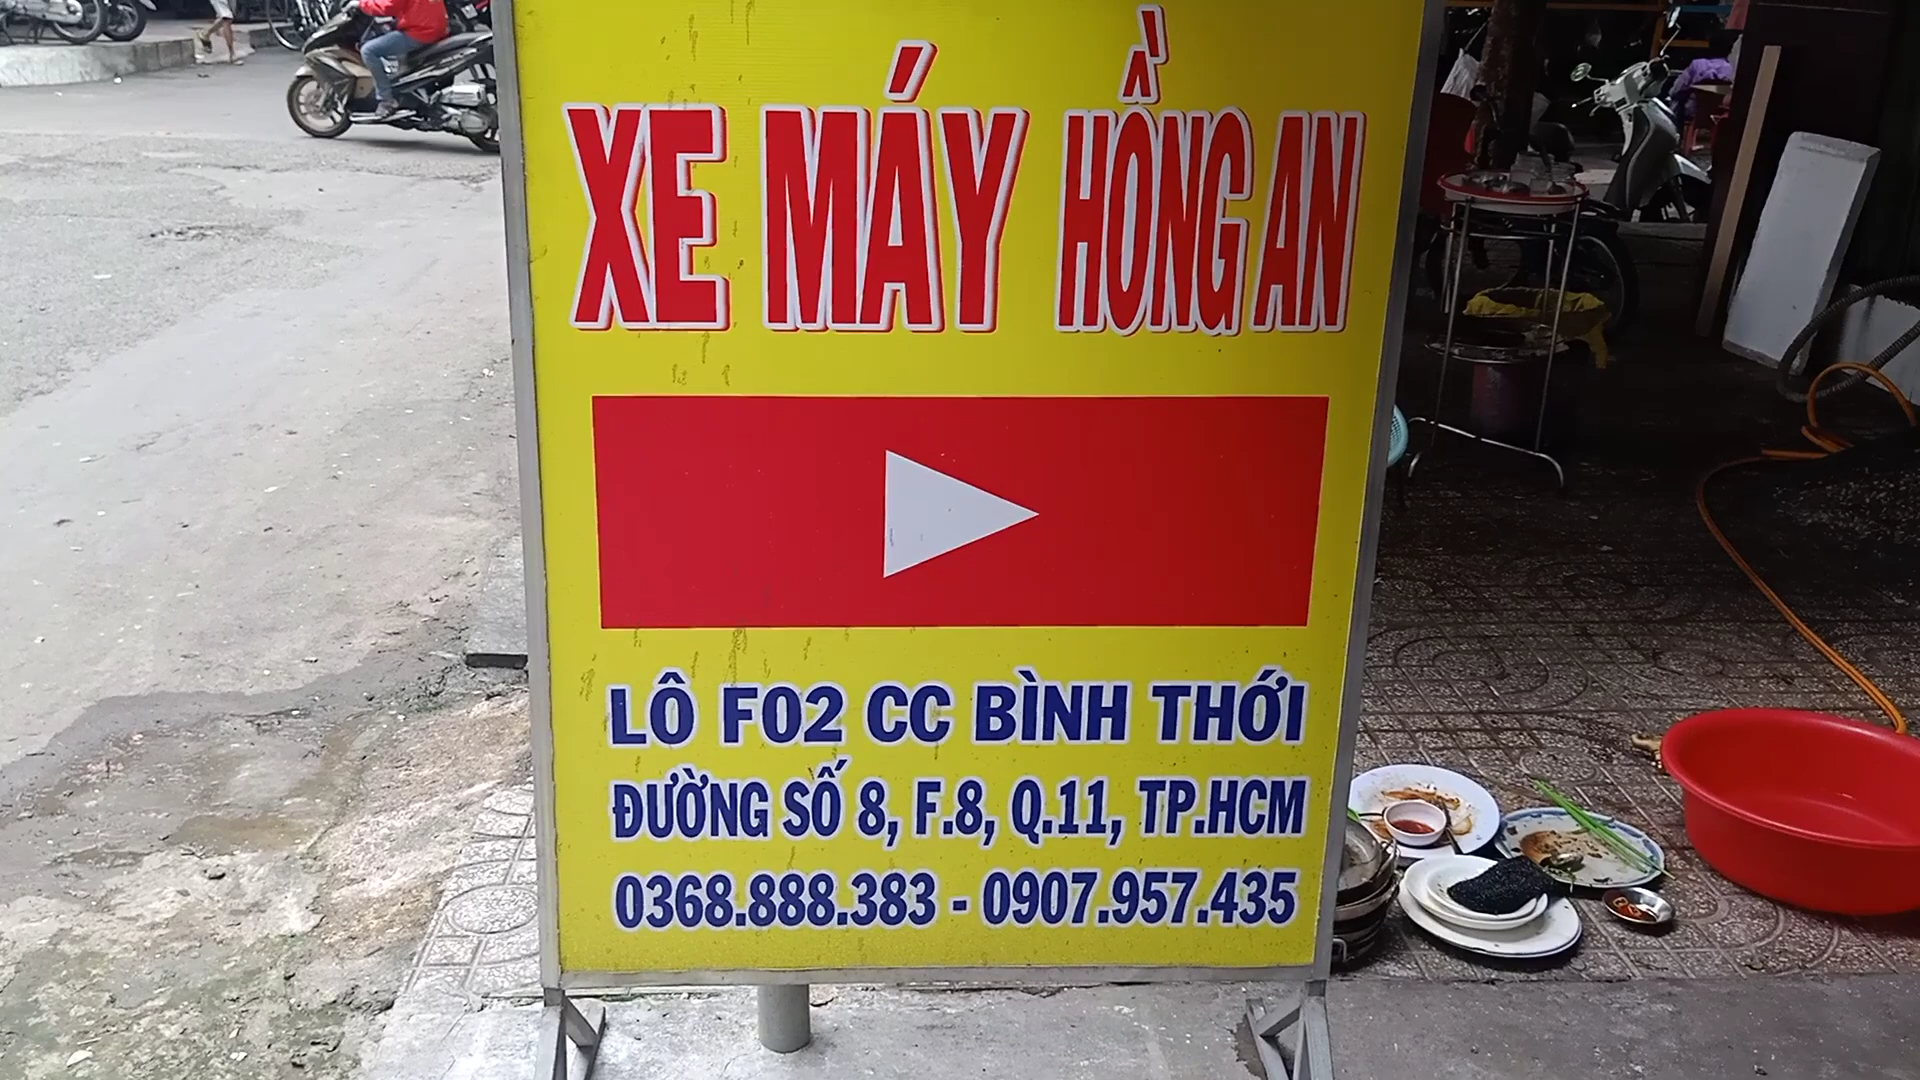 XE MÁY HỒNG AN
LÔ F02 CC BÌNH THỚI
ĐƯỜNG SỐ 8, F.8, Q.11, TP.HCM
0368.888.383 - 0907.957.435